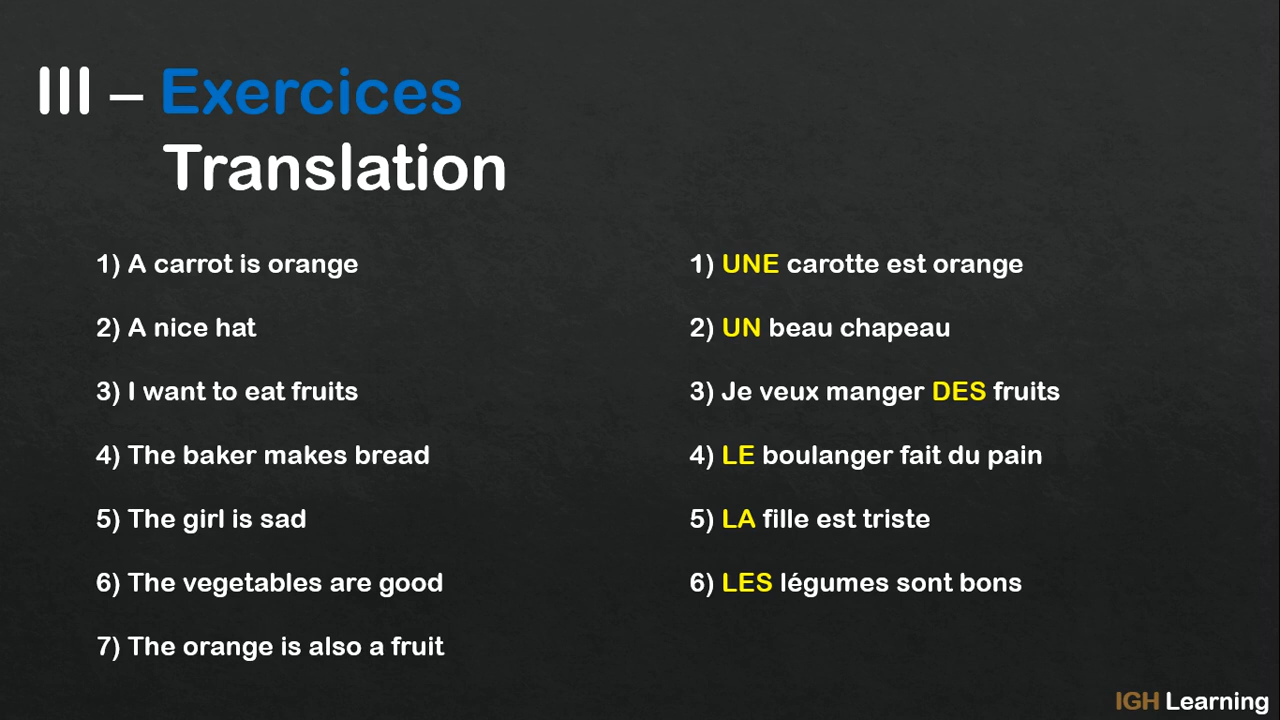 III – Exercices
Translation
1) A carrot is orange
2) A nice hat
3) I want to eat fruits
4) The baker makes bread
5) The girl is sad
6) The vegetables are good
7) The orange is also a fruit
1) UNE carotte est orange
2) UN beau chapeau
3) Je veux manger DES fruits
4) LE boulanger fait du pain
5) LA fille est triste
6) LES légumes sont bons
IGH Learning